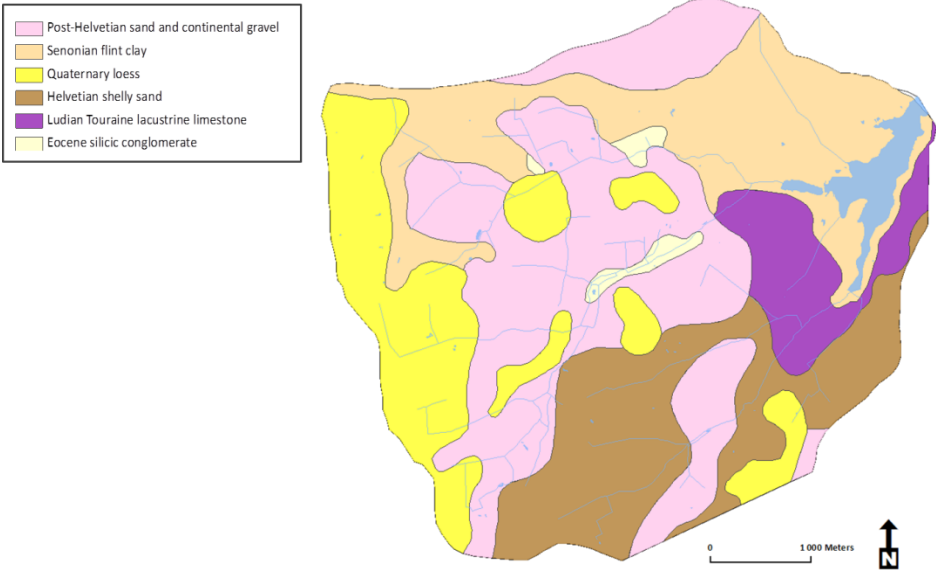 Post-Helvetian sand and continental gravel
Senonian flint clay
Quaternary loess
Helvetian shelly sand
Ludian Touraine lacustrine limestone
Eocene silicic conglomerate
0 1 000 Meters
N